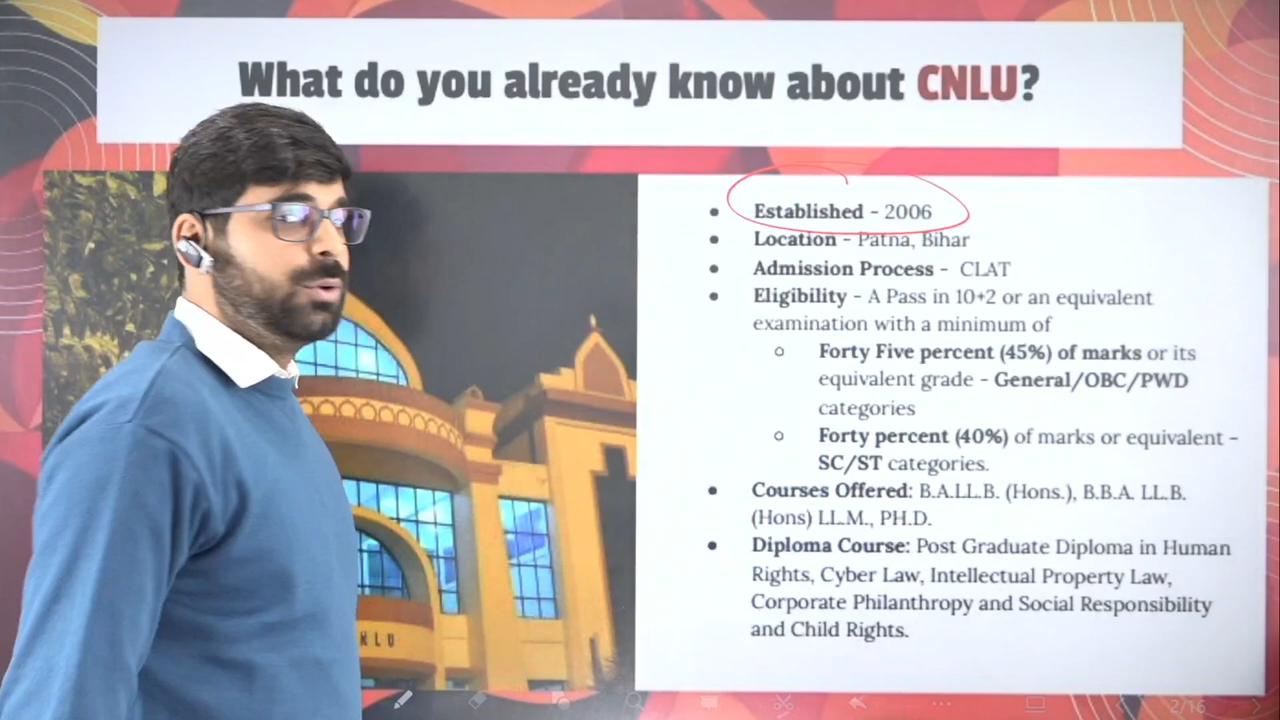 What do you already know about CNLU?
• Established - 2006
• Location - Patna, Bihar
• Admission Process - CLAT
• Eligibility - A Pass in 10+2 or an equivalent
examination with a minimum of
○ Forty Five percent (45%) of marks or its
equivalent grade - General/OBC/PWD
categories
○ Forty percent (40%) of marks or equivalent -
SC/ST categories.
• Courses Offered: B.A.LL.B. (Hons.), B.B.A. LL.B.
(Hons) LL.M., PH.D.
• Diploma Course: Post Graduate Diploma in Human
Rights, Cyber Law, Intellectual Property Law,
Corporate Philanthropy and Social Responsibility
and Child Rights.
NLU
2/16